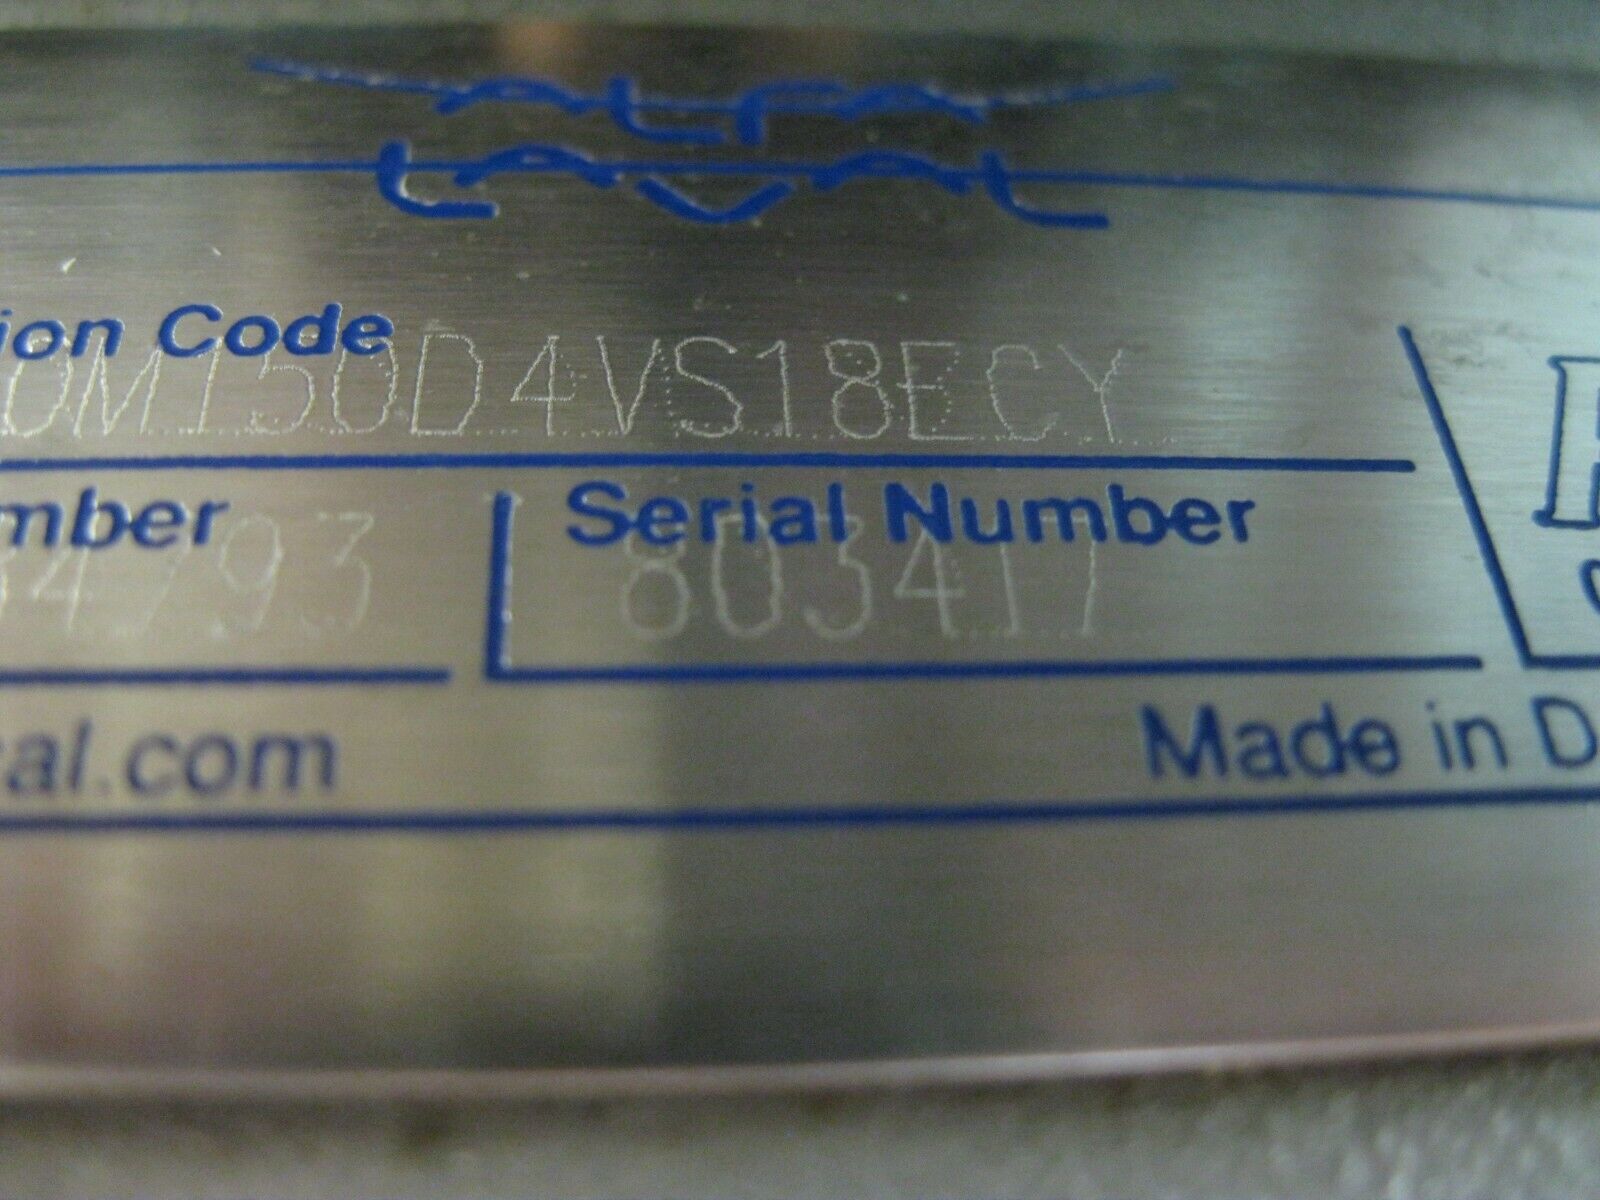 ALFA
LAVAL
ion Code
0M150D4VS18ECY
mber
34793
Serial Number
803417
al.com
Made in D